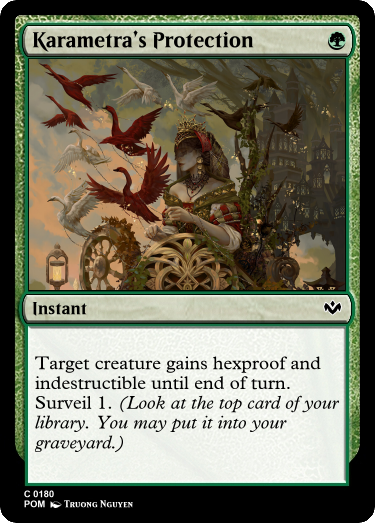 Karametra's Protection
Instant
Target creature gains hexproof and
indestructible until end of turn.
Surveil 1. (Look at the top card of your
library. You may put it into your
graveyard.)
C 0180
POM Truong Nguyen